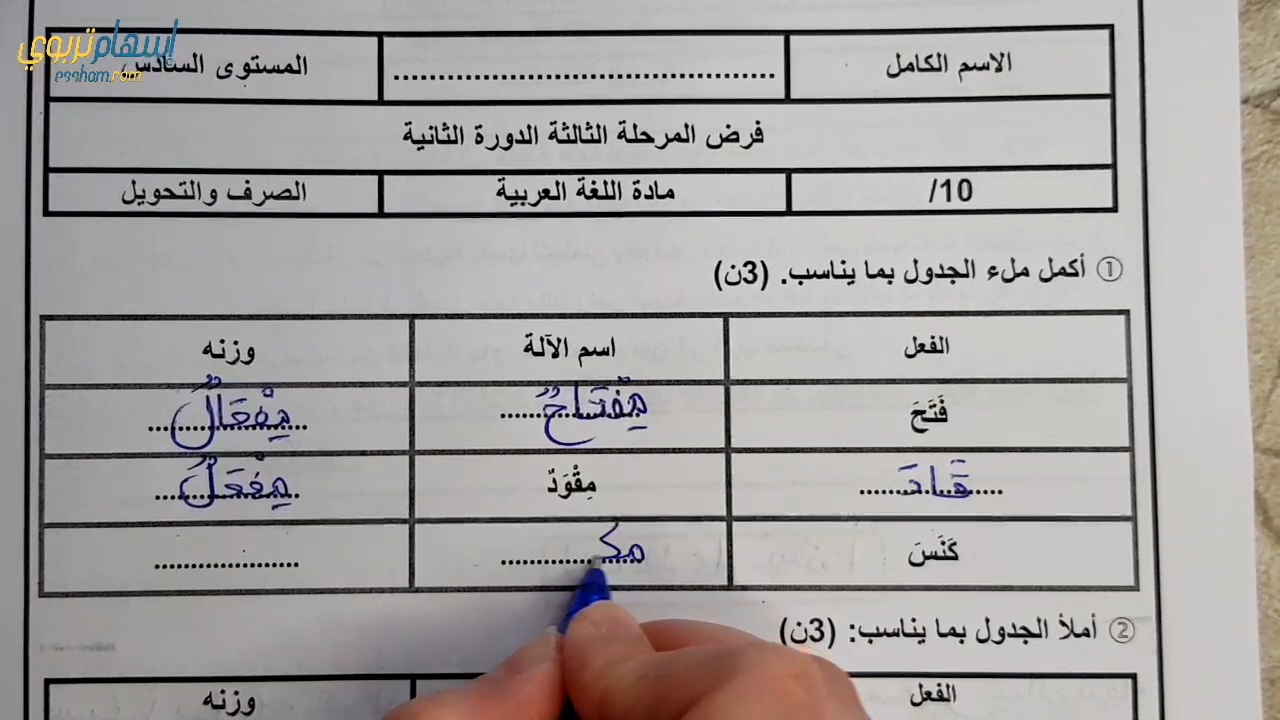 إسهام تربوي
essham.com
الاسم الكامل ........................................ المستوى السادس
فرض المرحلة الثالثة الدورة الثانية
/10 مادة اللغة العربية الصرف والتحويل
① أكمل ملء الجدول بما يناسب. (3ن)
الفعل اسم الآلة وزنه
فَتَحَ مِفْتَاحٌ مِفْعَالٌ
قَادَ مِقْوَدٌ مِفْعَلٌ
كَنَسَ مكـ ....................
② أملأ الجدول بما يناسب: (3ن)
الفعل وزنه